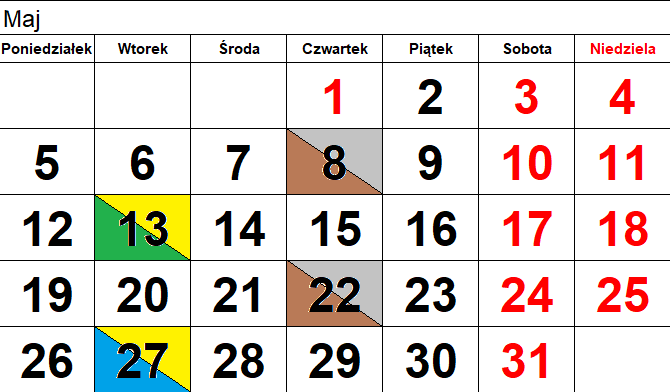 Maj
Poniedziałek Wtorek Środa Czwartek Piątek Sobota Niedziela
1 2 3 4
5 6 7 8 9 10 11
12 13 14 15 16 17 18
19 20 21 22 23 24 25
26 27 28 29 30 31